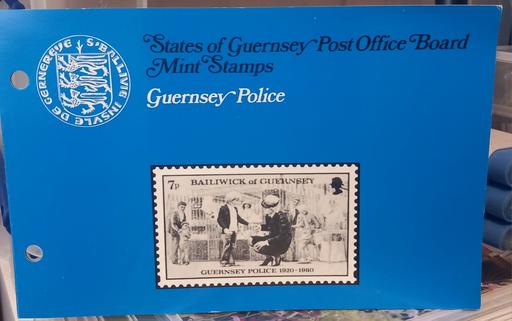 S·BALLIVIE INSVLE DE GERNEREYE
States of Guernsey Post Office Board
Mint Stamps
Guernsey Police
7p
BAILIWICK of GUERNSEY
GUERNSEY POLICE 1920-1980